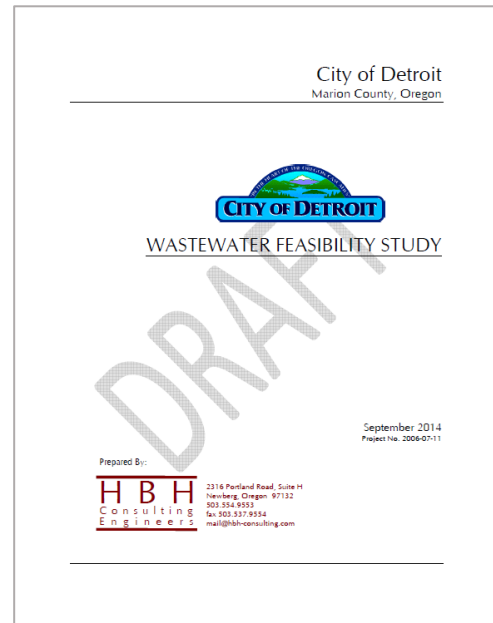 City of Detroit
Marion County, Oregon
CITY OF DETROIT
WASTEWATER FEASIBILITY STUDY
DRAFT
September 2014
Project No. 2006-07-11
Prepared By:
H B H
Consulting
Engineers
2316 Portland Road, Suite H
Newberg, Oregon 97132
503.554.9553
fax 503.537.9554
mail@hbh-consulting.com